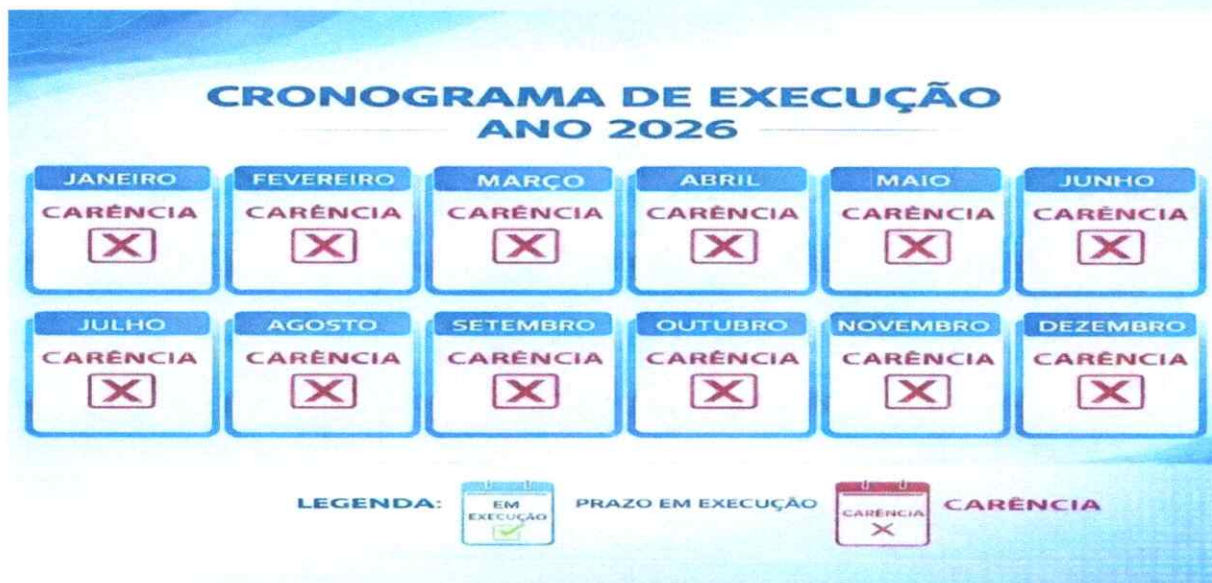 CRONOGRAMA DE EXECUÇÃO
ANO 2026
JANEIRO FEVEREIRO MARÇO ABRIL MAIO JUNHO
CARÊNCIA CARÊNCIA CARÊNCIA CARÊNCIA CARÊNCIA CARÊNCIA
JULHO AGOSTO SETEMBRO OUTUBRO NOVEMBRO DEZEMBRO
CARÊNCIA CARÊNCIA CARÊNCIA CARÊNCIA CARÊNCIA CARÊNCIA
LEGENDA: EM EXECUÇÃO PRAZO EM EXECUÇÃO CARÊNCIA CARÊNCIA